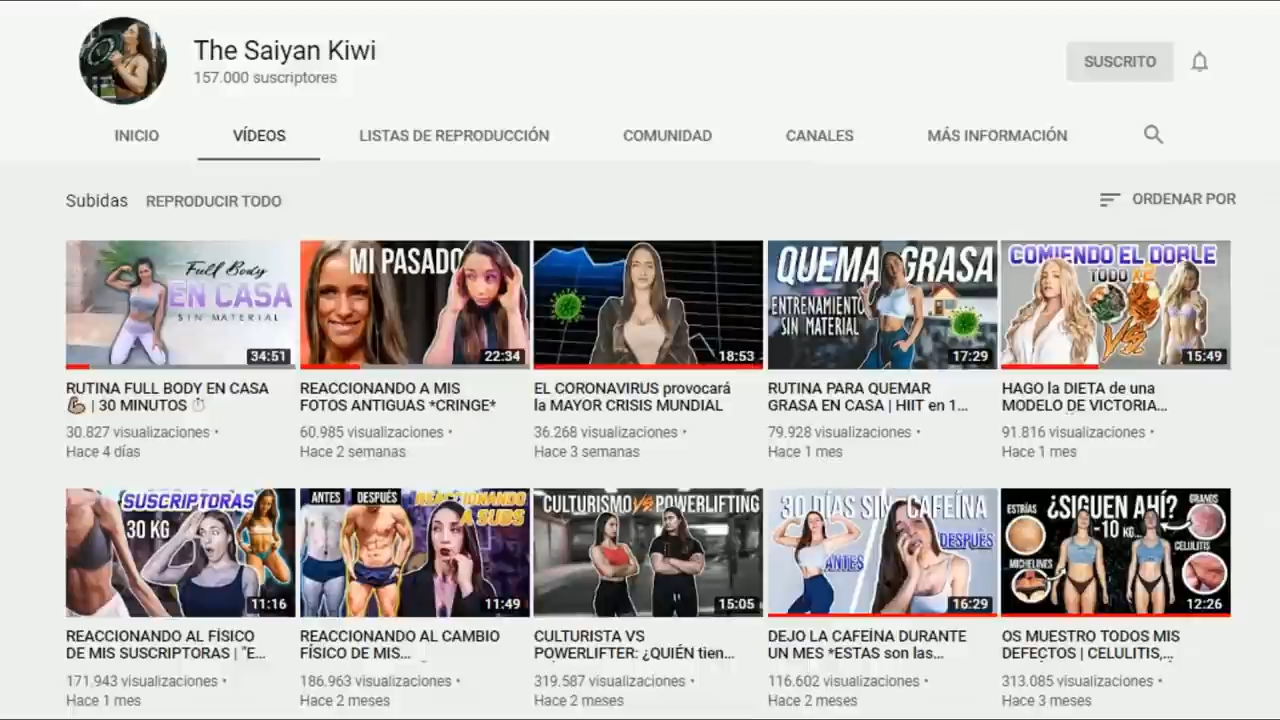 The Saiyan Kiwi
157.000 suscriptores
SUSCRITO
INICIO
VÍDEOS
LISTAS DE REPRODUCCIÓN
COMUNIDAD
CANALES
MÁS INFORMACIÓN
Subidas
REPRODUCIR TODO
ORDENAR POR
Full Body
EN CASA
SIN MATERIAL
34:51
RUTINA FULL BODY EN CASA
💪 | 30 MINUTOS ⏱
30.827 visualizaciones •
Hace 4 días
MI PASADO
22:34
REACCIONANDO A MIS
FOTOS ANTIGUAS *CRINGE*
60.985 visualizaciones •
Hace 2 semanas
18:53
EL CORONAVIRUS provocará
la MAYOR CRISIS MUNDIAL
36.268 visualizaciones •
Hace 3 semanas
QUEMA GRASA
ENTRENAMIENTO
SIN MATERIAL
17:29
RUTINA PARA QUEMAR
GRASA EN CASA | HIIT en 1...
79.928 visualizaciones •
Hace 1 mes
COMIENDO EL DOBLE
TODO X2
VS
15:49
HAGO la DIETA de una
MODELO DE VICTORIA...
91.816 visualizaciones •
Hace 1 mes
SUSCRIPTORAS
30 KG
11:16
REACCIONANDO AL FÍSICO
DE MIS SUSCRIPTORAS | "E...
171.943 visualizaciones •
Hace 1 mes
ANTES
DESPUÉS
REACCIONANDO
A SUBS
11:49
REACCIONANDO AL CAMBIO
FÍSICO DE MIS...
186.963 visualizaciones •
Hace 2 meses
CULTURISMO VS POWERLIFTING
15:05
CULTURISTA VS
POWERLIFTER: ¿QUIÉN tien...
319.587 visualizaciones •
Hace 2 meses
30 DÍAS SIN CAFEÍNA
DESPUÉS
ANTES
16:29
DEJO LA CAFEÍNA DURANTE
UN MES *ESTAS son las...
116.602 visualizaciones •
Hace 2 meses
ESTRÍAS
¿SIGUEN AHÍ?
GRANOS
-10 KG...
CELULITIS
MICHELINES
12:26
OS MUESTRO TODOS MIS
DEFECTOS | CELULITIS,...
313.085 visualizaciones •
Hace 3 meses